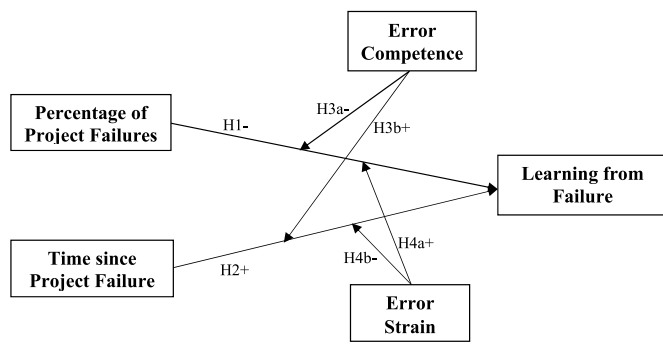 Error
Competence
Percentage of
Project Failures
H1-
H3a-
H3b+
Learning from
Failure
Time since
Project Failure
H2+
H4b-
H4a+
Error
Strain